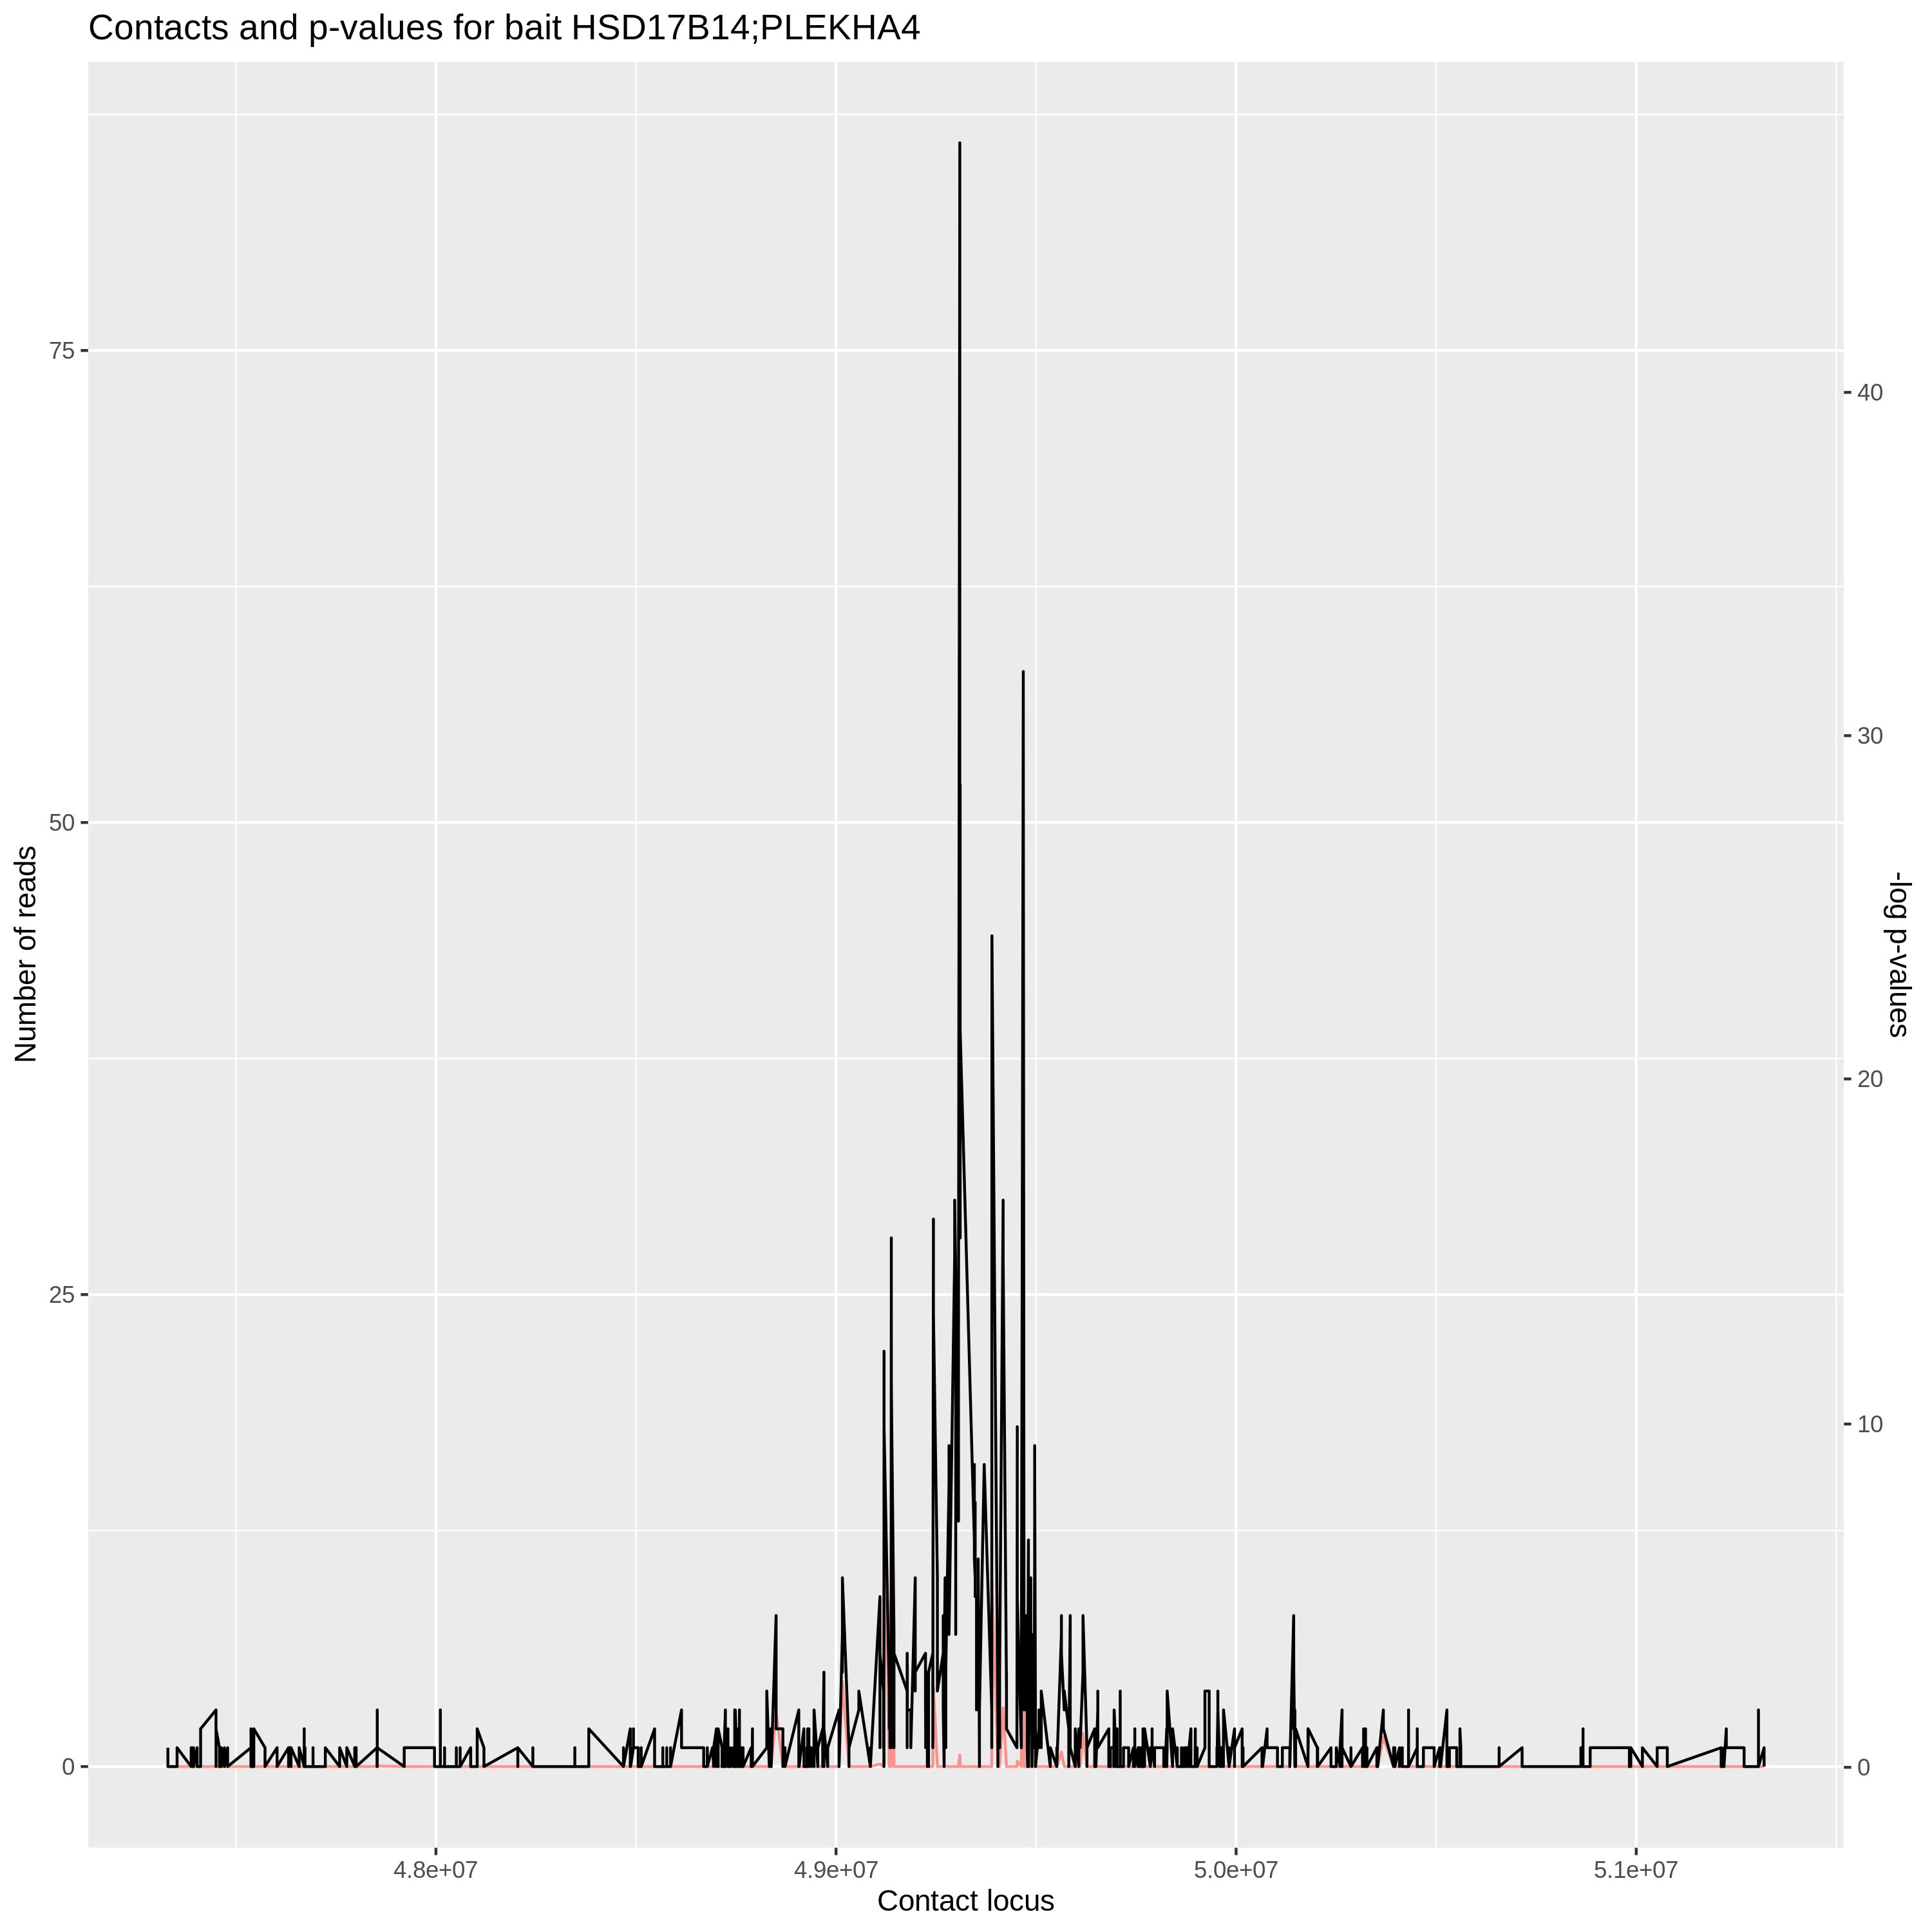 Contacts and p-values for bait HSD17B14;PLEKHA4
75
50
25
0
Number of reads
40
30
20
10
0
-log p-values
4.8e+07
4.9e+07
5.0e+07
5.1e+07
Contact locus